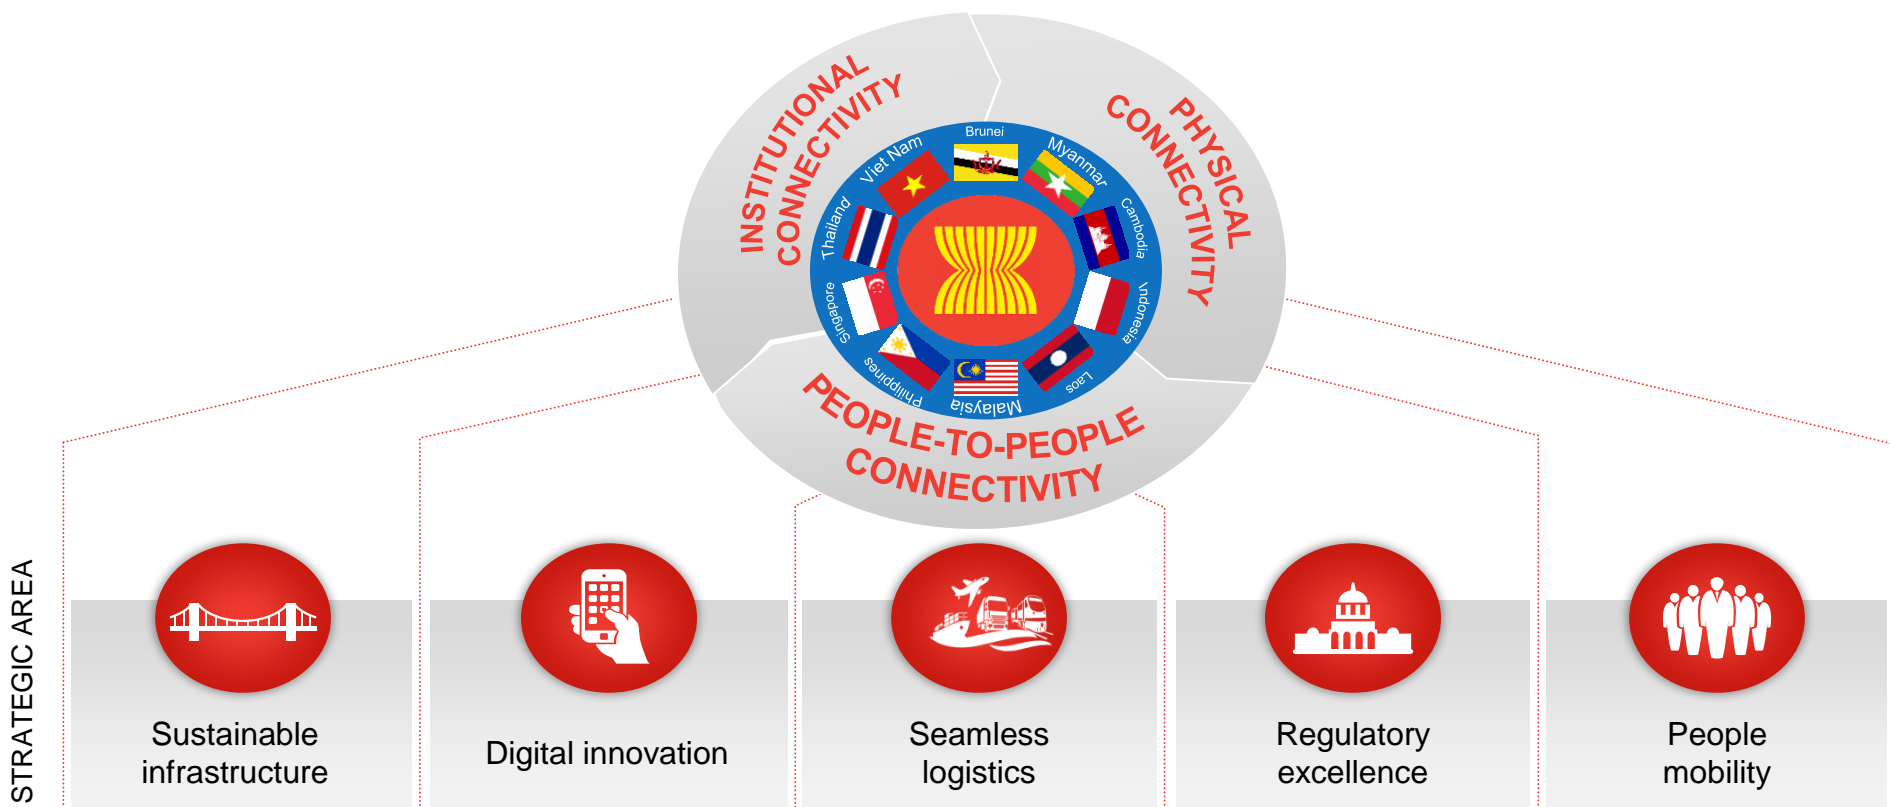 INSTITUTIONAL
CONNECTIVITY
PHYSICAL
CONNECTIVITY
PEOPLE-TO-PEOPLE
CONNECTIVITY
Brunei
Myanmar
Cambodia
Indonesia
Laos
Malaysia
Philippines
Singapore
Thailand
Viet Nam
STRATEGIC AREA
Sustainable
infrastructure
Digital innovation
Seamless
logistics
Regulatory
excellence
People
mobility